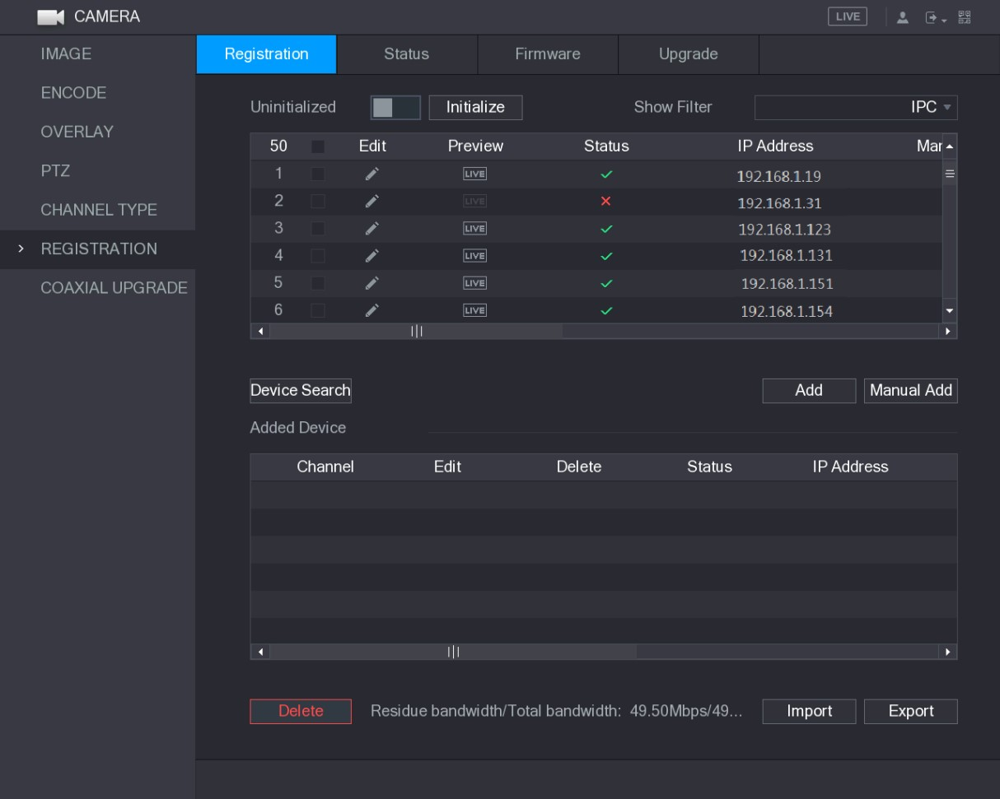 CAMERA LIVE
IMAGE
ENCODE
OVERLAY
PTZ
CHANNEL TYPE
REGISTRATION
COAXIAL UPGRADE
Registration Status Firmware Upgrade
Uninitialized Initialize Show Filter IPC
50 Edit Preview Status IP Address Mar
1 LIVE 192.168.1.19
2 LIVE 192.168.1.31
3 LIVE 192.168.1.123
4 LIVE 192.168.1.131
5 LIVE 192.168.1.151
6 LIVE 192.168.1.154
Device Search Add Manual Add
Added Device
Channel Edit Delete Status IP Address
Delete Residue bandwidth/Total bandwidth: 49.50Mbps/49... Import Export